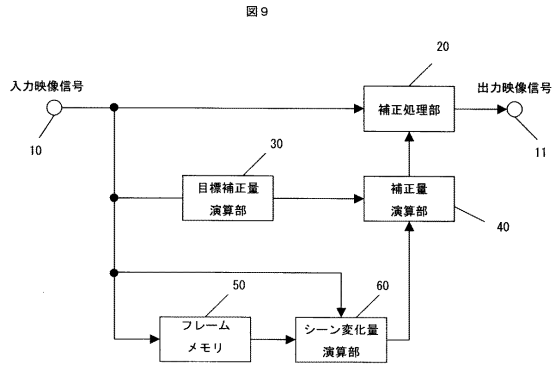 図９
20
入力映像信号
出力映像信号
補正処理部
10
11
30
目標補正量
演算部
補正量
演算部
40
50
60
フレーム
メモリ
シーン変化量
演算部